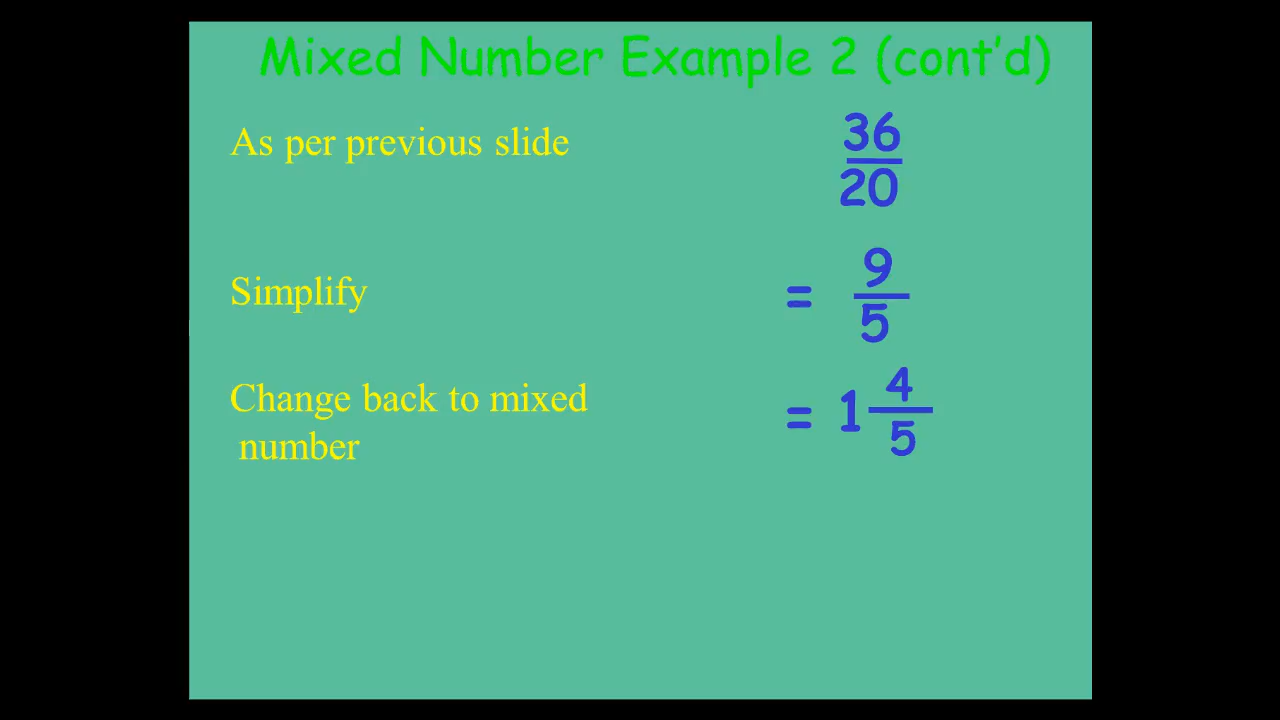 Mixed Number Example 2 (cont'd)
As per previous slide
36
20
Simplify
=
9
5
Change back to mixed
number
= 1
4
5